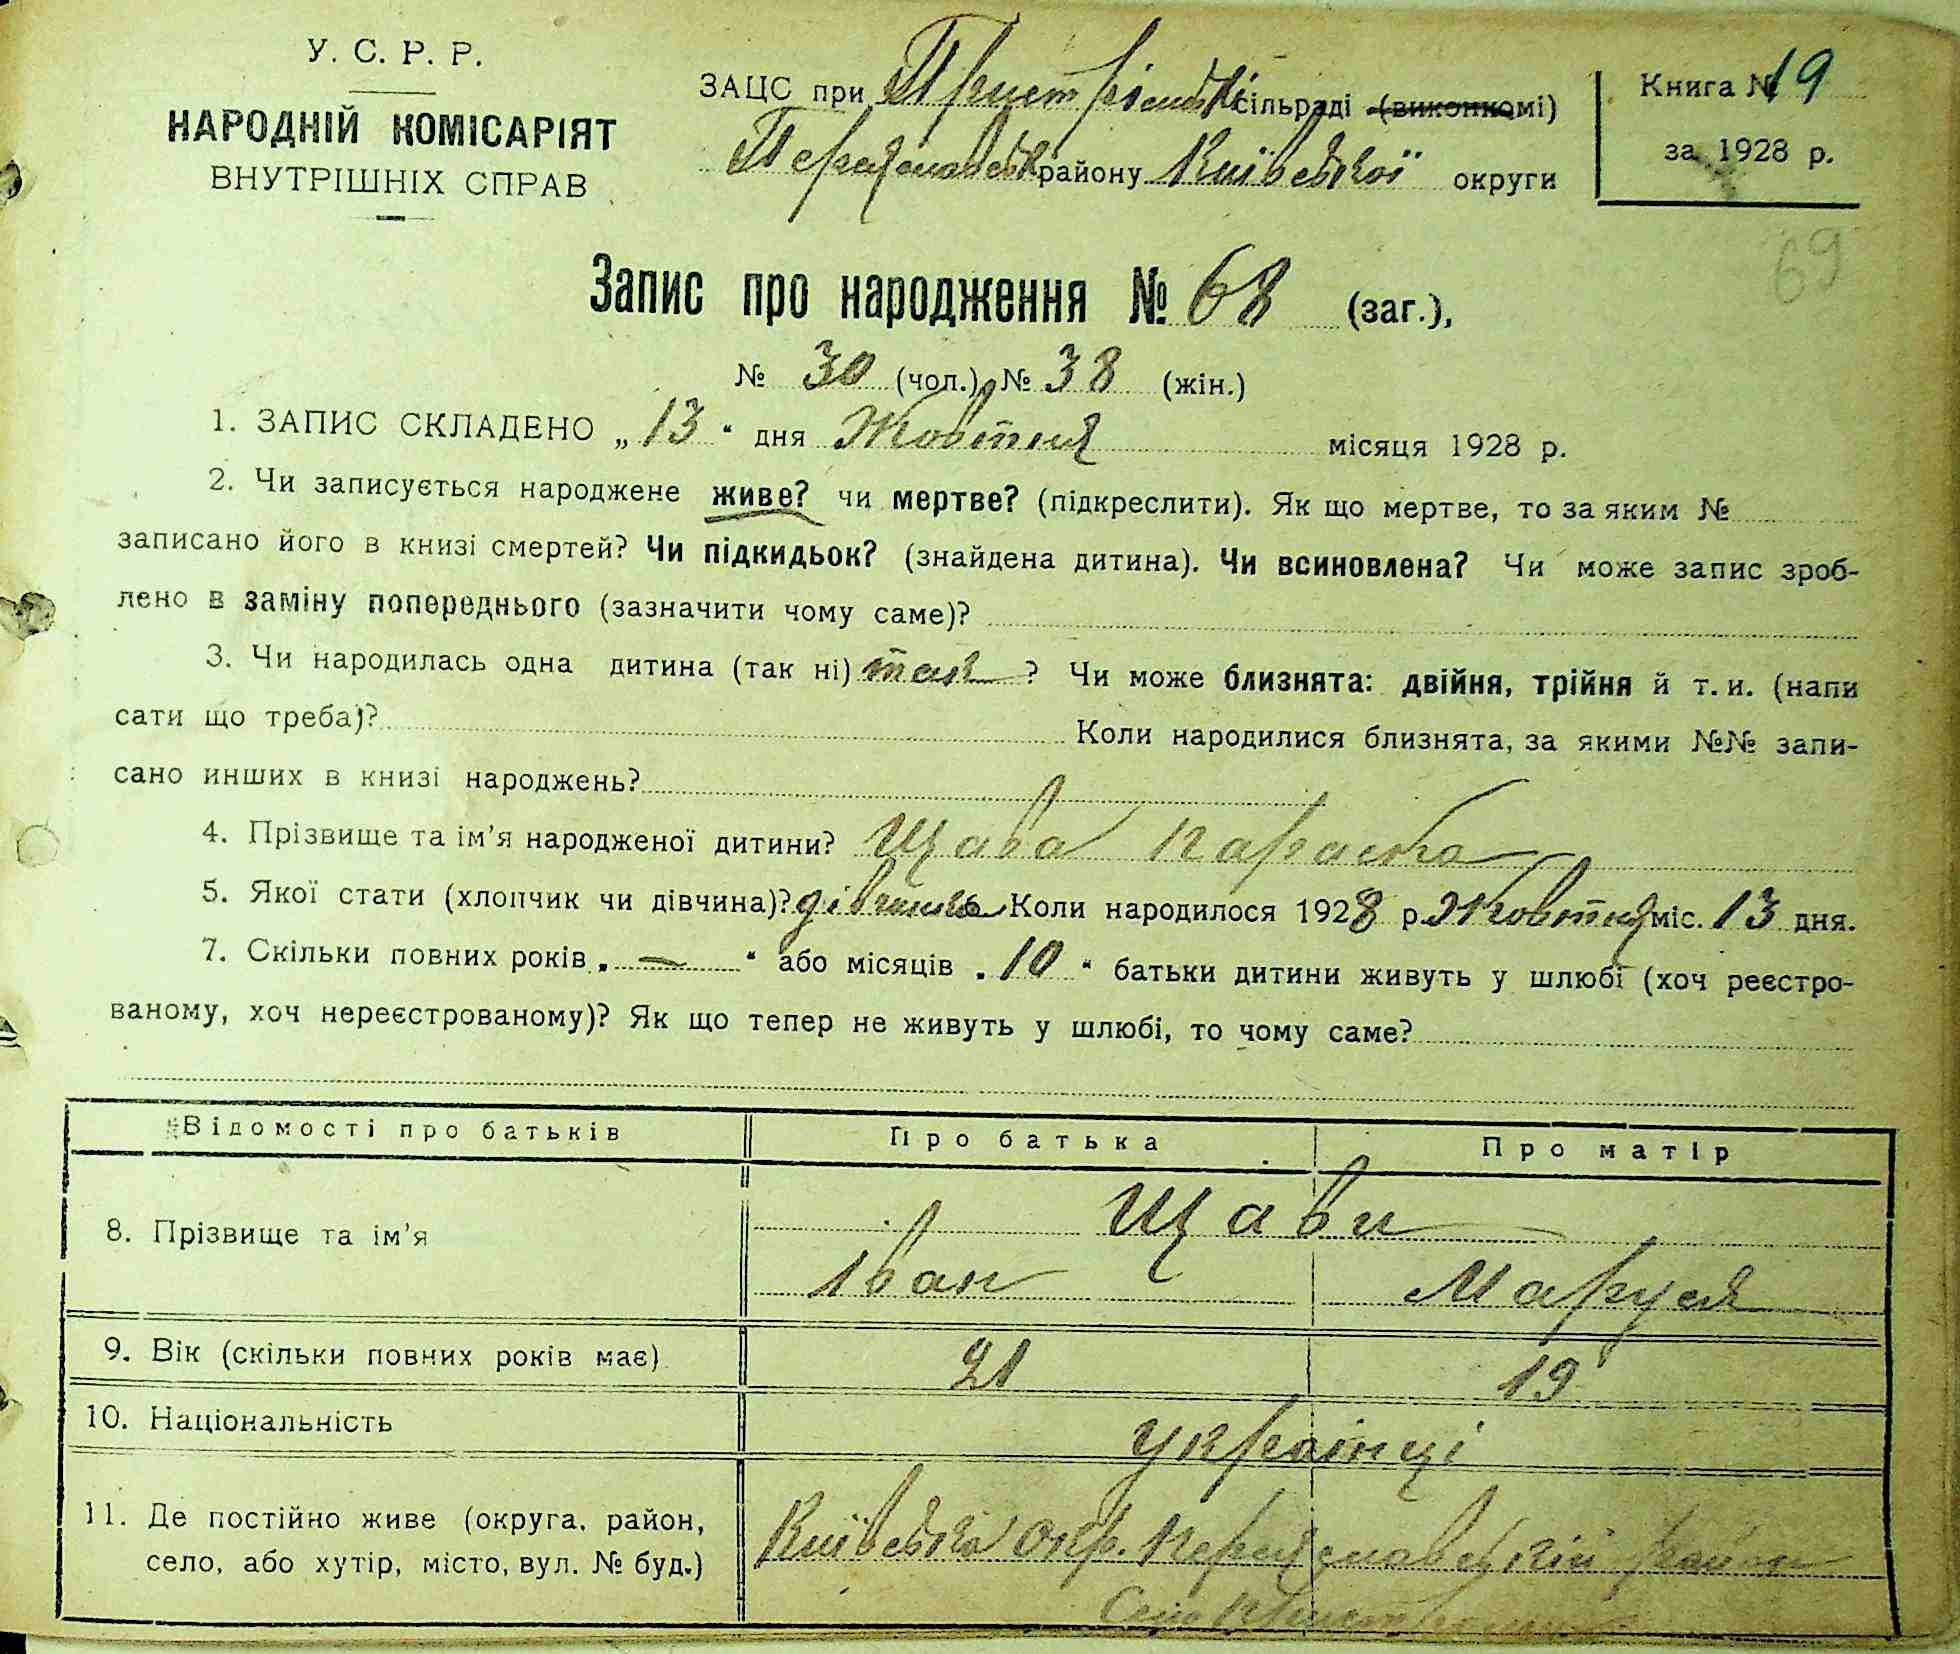 У. С. Р. Р.
НАРОДНІЙ КОМІСАРІЯТ
ВНУТРІШНІХ СПРАВ
ЗАЦС при Пристрімські сільраді (виконкомі)
Переяславськ району Київської округи
Книга № 19
за 1928 р.
69
Запис про народження № 68 (заг.),
№ 30 (чол.) № 38 (жін.)
1. ЗАПИС СКЛАДЕНО „ 13 “ дня Жовтня місяця 1928 р.
2. Чи записується народжене живе? чи мертве? (підкреслити). Як що мертве, то за яким №
записано його в книзі смертей? Чи підкидьок? (знайдена дитина). Чи всиновлена? Чи може запис зроб-
лено в заміну попереднього (зазначити чому саме)?
3. Чи народилась одна дитина (так ні) так ? Чи може близнята: двійня, трійня й т. и. (напи
сати що треба)? Коли народилися близнята, за якими №№ запи-
сано инших в книзі народжень?
4. Прізвище та ім’я народженої дитини? Щава Параска
5. Якої стати (хлопчик чи дівчина)? дівчина 6 Коли народилося 1928 р. Жовтня міс. 13 дня.
7. Скільки повних років „ — “ або місяців „ 10 “ батьки дитини живуть у шлюбі (хоч реєстро-
ваному, хоч нереєстрованому)? Як що тепер не живуть у шлюбі, то чому саме?
Відомості про батьків Про батька Про матір
Щави
8. Прізвище та ім’я
Іван Маруся
9. Вік (скільки повних років має) 21 19
10. Національність українці
11. Де постійно живе (округа, район,
село, або хутір, місто, вул. № буд.)
Київська окр. Переяславський район
Село